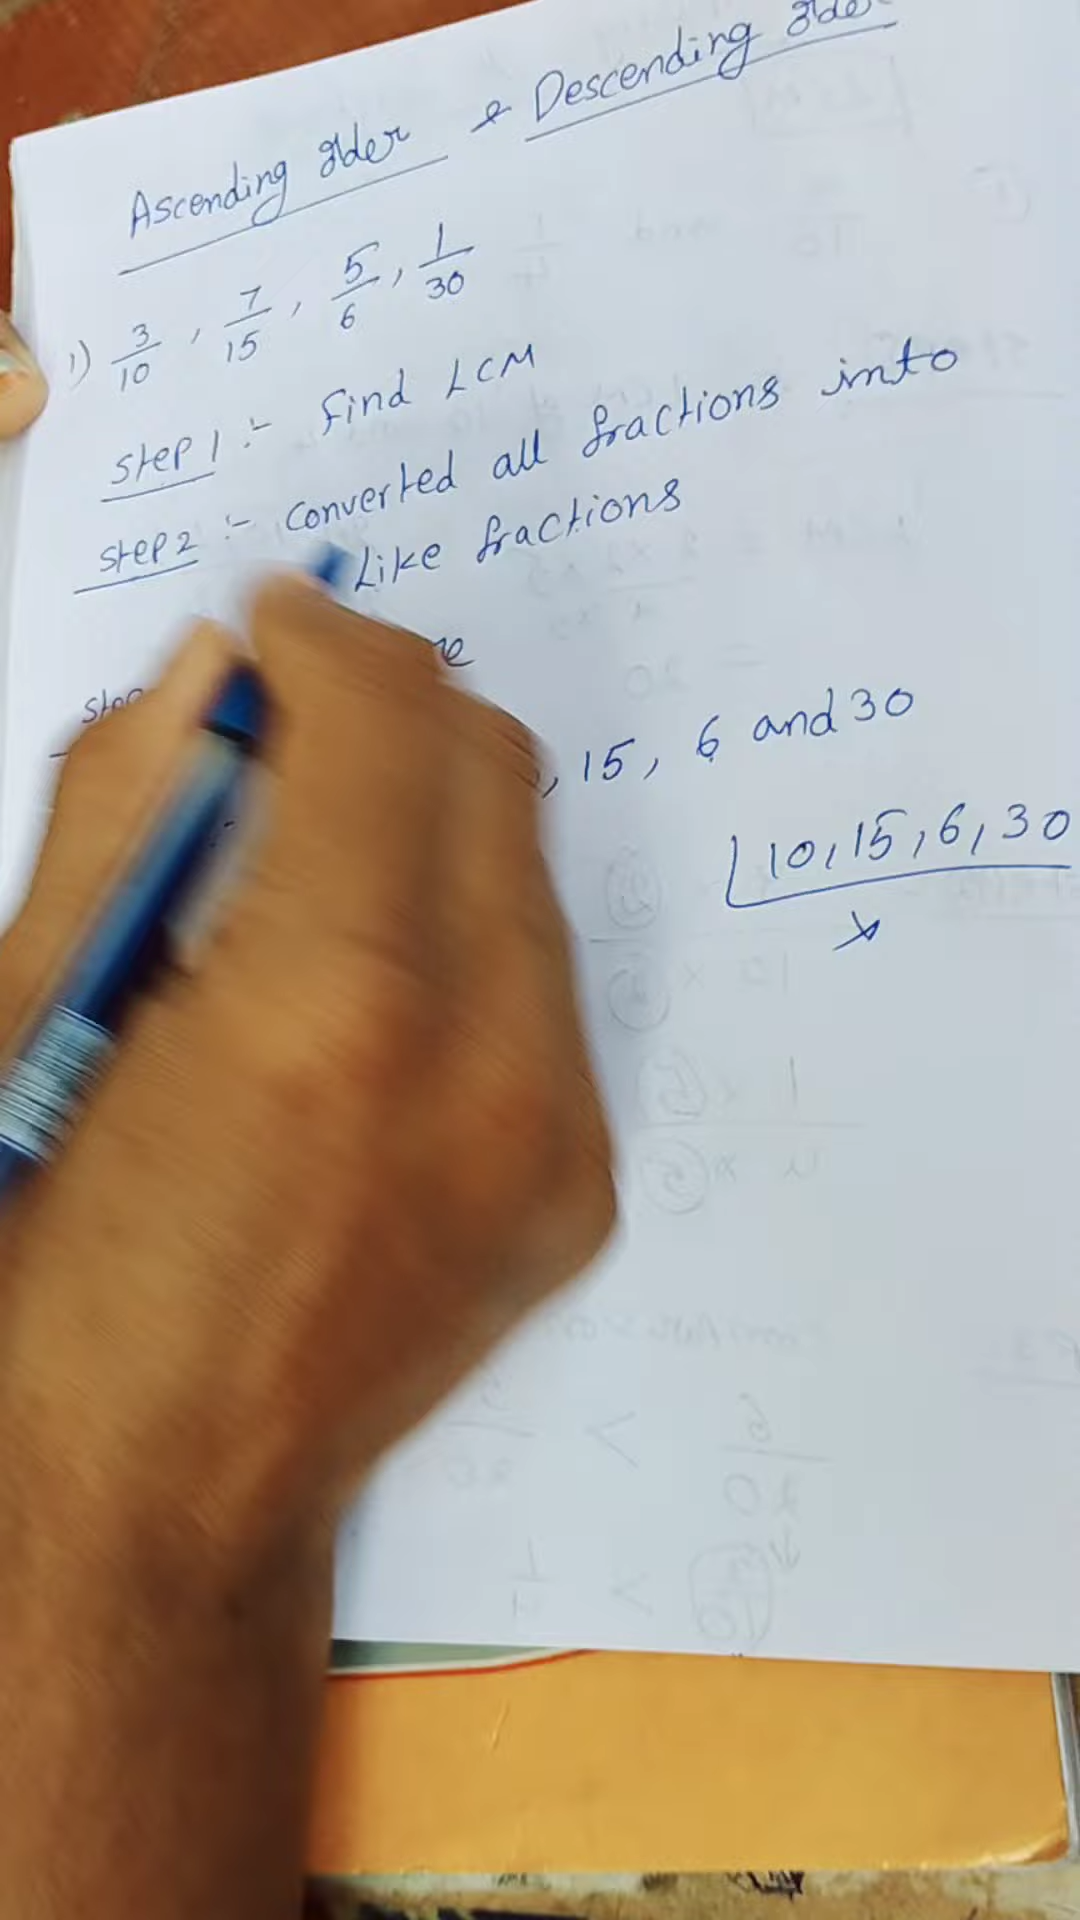 Ascending order & Descending order
1) 3/10 , 7/15 , 5/6 , 1/30
Step 1 :- Find LCM
Step 2 :- Converted all fractions into
Like fractions
, 15, 6 and 30
10, 15, 6, 30